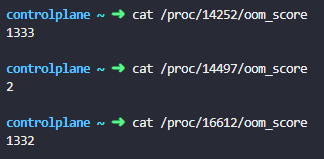 controlplane ~ ➜ cat /proc/14252/oom_score
1333
controlplane ~ ➜ cat /proc/14497/oom_score
2
controlplane ~ ➜ cat /proc/16612/oom_score
1332